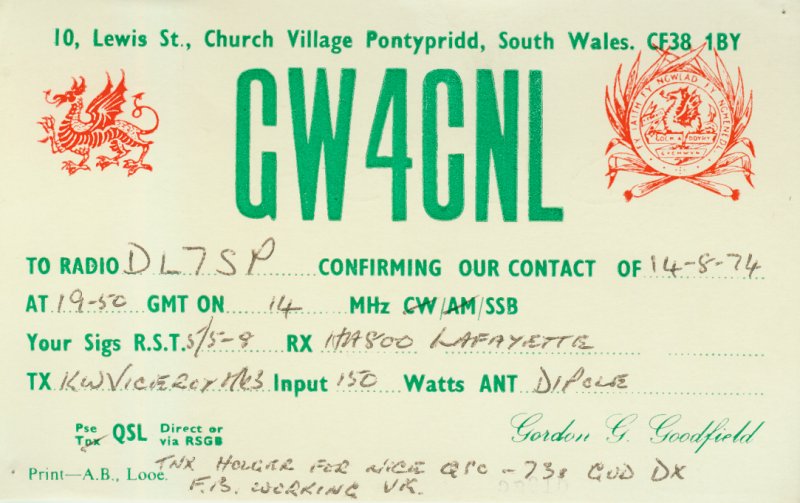 10, Lewis St., Church Village Pontypridd, South Wales. CF38 1BY
GW4CNL
TO RADIO DL7SP CONFIRMING OUR CONTACT OF 14-8-74
AT 19-50 GMT ON 14 MHz CW/AM/SSB
Your Sigs R.S.T. 5/5-8 RX HA800 LAFAYETTE
TX KW VICEROY Input 150 Watts ANT DIPOLE
Pse Tnx QSL Direct or via RSGB
Gordon G. Goodfield
Print—A.B., Looe.
TNX HOLGER FER NICE QSO - 73s GUD DX
F.B. WORKING VK.